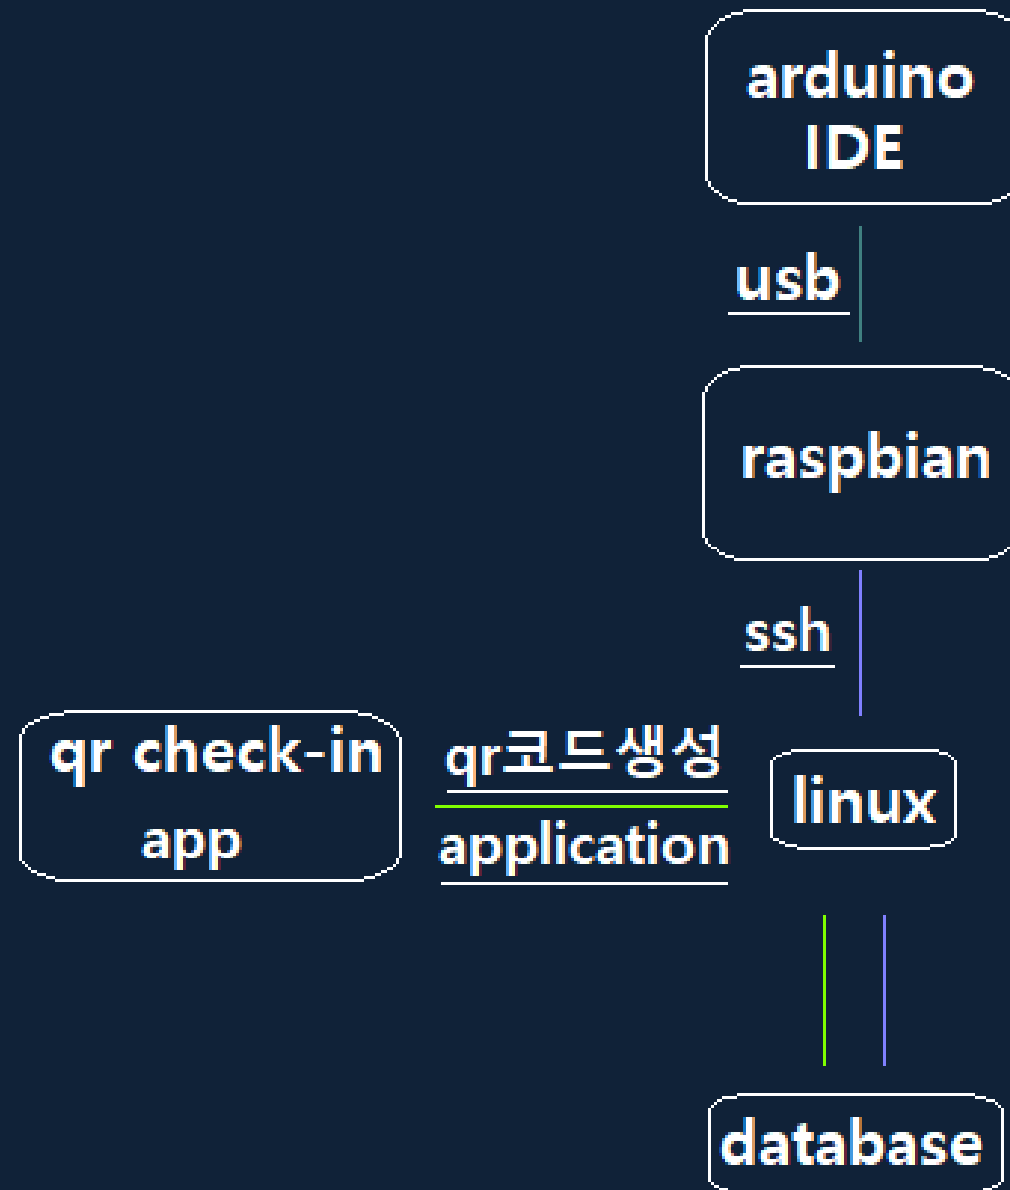 arduino
IDE
usb
raspbian
ssh
qr check-in
app
qr코드생성
application
linux
database